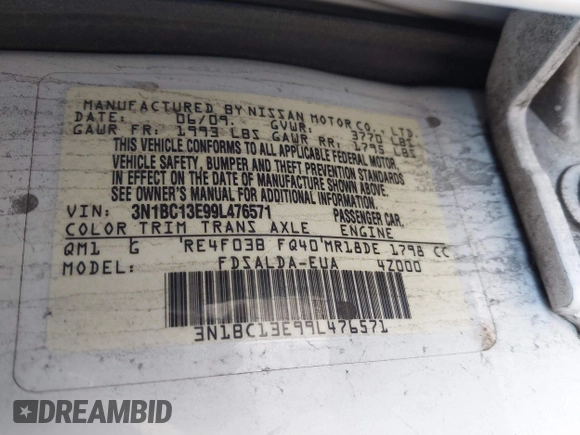 MANUFACTURED BY NISSAN MOTOR CO., LTD.
DATE: 06/09 GVWR: 3770 LBS
GAWR FR: 1993 LBS GAWR RR: 1795 LBS
THIS VEHICLE CONFORMS TO ALL APPLICABLE FEDERAL MOTOR
VEHICLE SAFETY, BUMPER AND THEFT PREVENTION STANDARDS
IN EFFECT ON THE DATE OF MANUFACTURE SHOWN ABOVE.
SEE OWNER'S MANUAL FOR ADDITIONAL INFORMATION.
VIN: 3N1BC13E99L476571 PASSENGER CAR
COLOR TRIM TRANS AXLE ENGINE
QM1 G RE4F03B FQ40 MR18DE 1798 CC
MODEL: FDSALDA-EUA 42000
3N1BC13E99L476571
DREAMBID